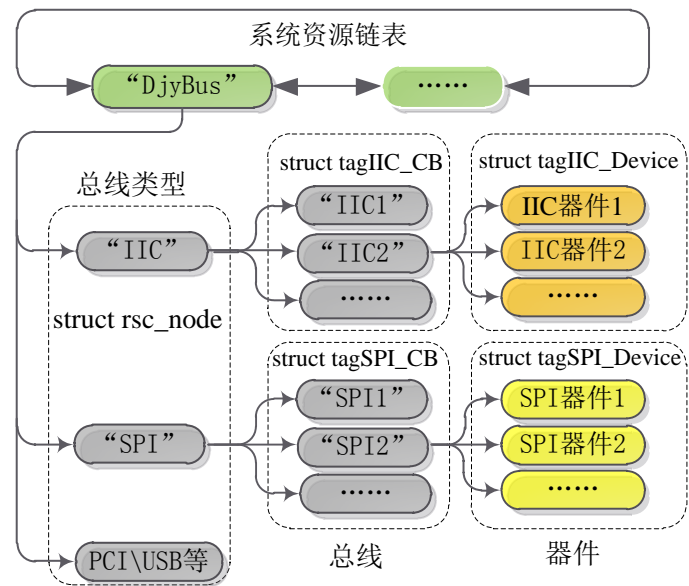 系统资源链表
“DjyBus”
……
总线类型
struct tagIIC_CB
struct tagIIC_Device
“IIC”
“IIC1”
“IIC2”
……
IIC器件1
IIC器件2
……
struct rsc_node
struct tagSPI_CB
struct tagSPI_Device
“SPI”
“SPI1”
“SPI2”
……
SPI器件1
SPI器件2
……
PCI\USB等
总线
器件